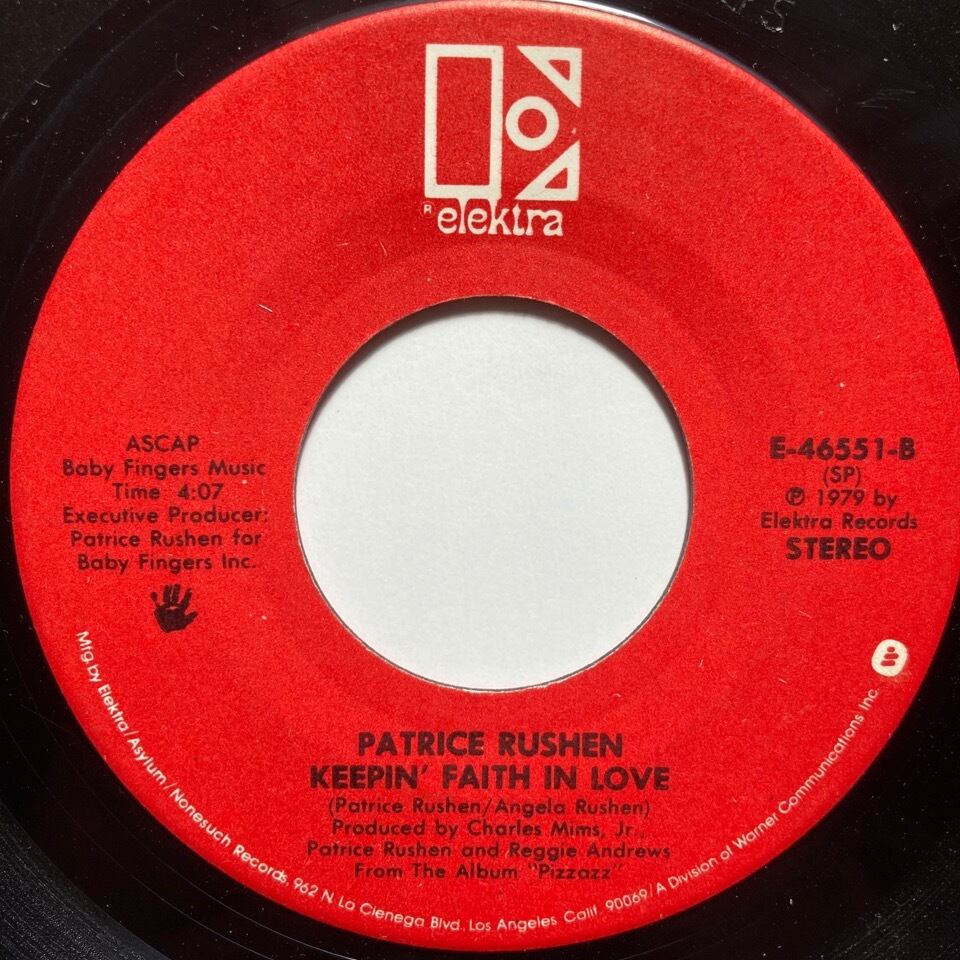 elektra
R
ASCAP
Baby Fingers Music
Time 4:07
Executive Producer:
Patrice Rushen for
Baby Fingers Inc.
E-46551-B
(SP)
℗ 1979 by
Elektra Records
STEREO
PATRICE RUSHEN
KEEPIN' FAITH IN LOVE
(Patrice Rushen/Angela Rushen)
Produced by Charles Mims, Jr.,
Patrice Rushen and Reggie Andrews
From The Album "Pizzazz"
Mfg. by Elektra/Asylum/Nonesuch Records, 962 N. La Cienega Blvd., Los Angeles, Calif. 90069/A Division of Warner Communications Inc.